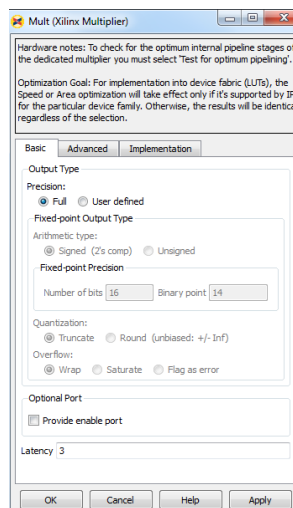 Mult (Xilinx Multiplier)
Hardware notes: To check for the optimum internal pipeline stages of
the dedicated multiplier you must select 'Test for optimum pipelining'.
Optimization Goal: For implementation into device fabric (LUTs), the
Speed or Area optimization will take effect only if it's supported by IP
for the particular device family. Otherwise, the results will be identica
regardless of the selection.
Basic Advanced Implementation
Output Type
Precision:
Full User defined
Fixed-point Output Type
Arithmetic type:
Signed (2's comp) Unsigned
Fixed-point Precision
Number of bits 16 Binary point 14
Quantization:
Truncate Round (unbiased: +/- Inf)
Overflow:
Wrap Saturate Flag as error
Optional Port
Provide enable port
Latency 3
OK Cancel Help Apply